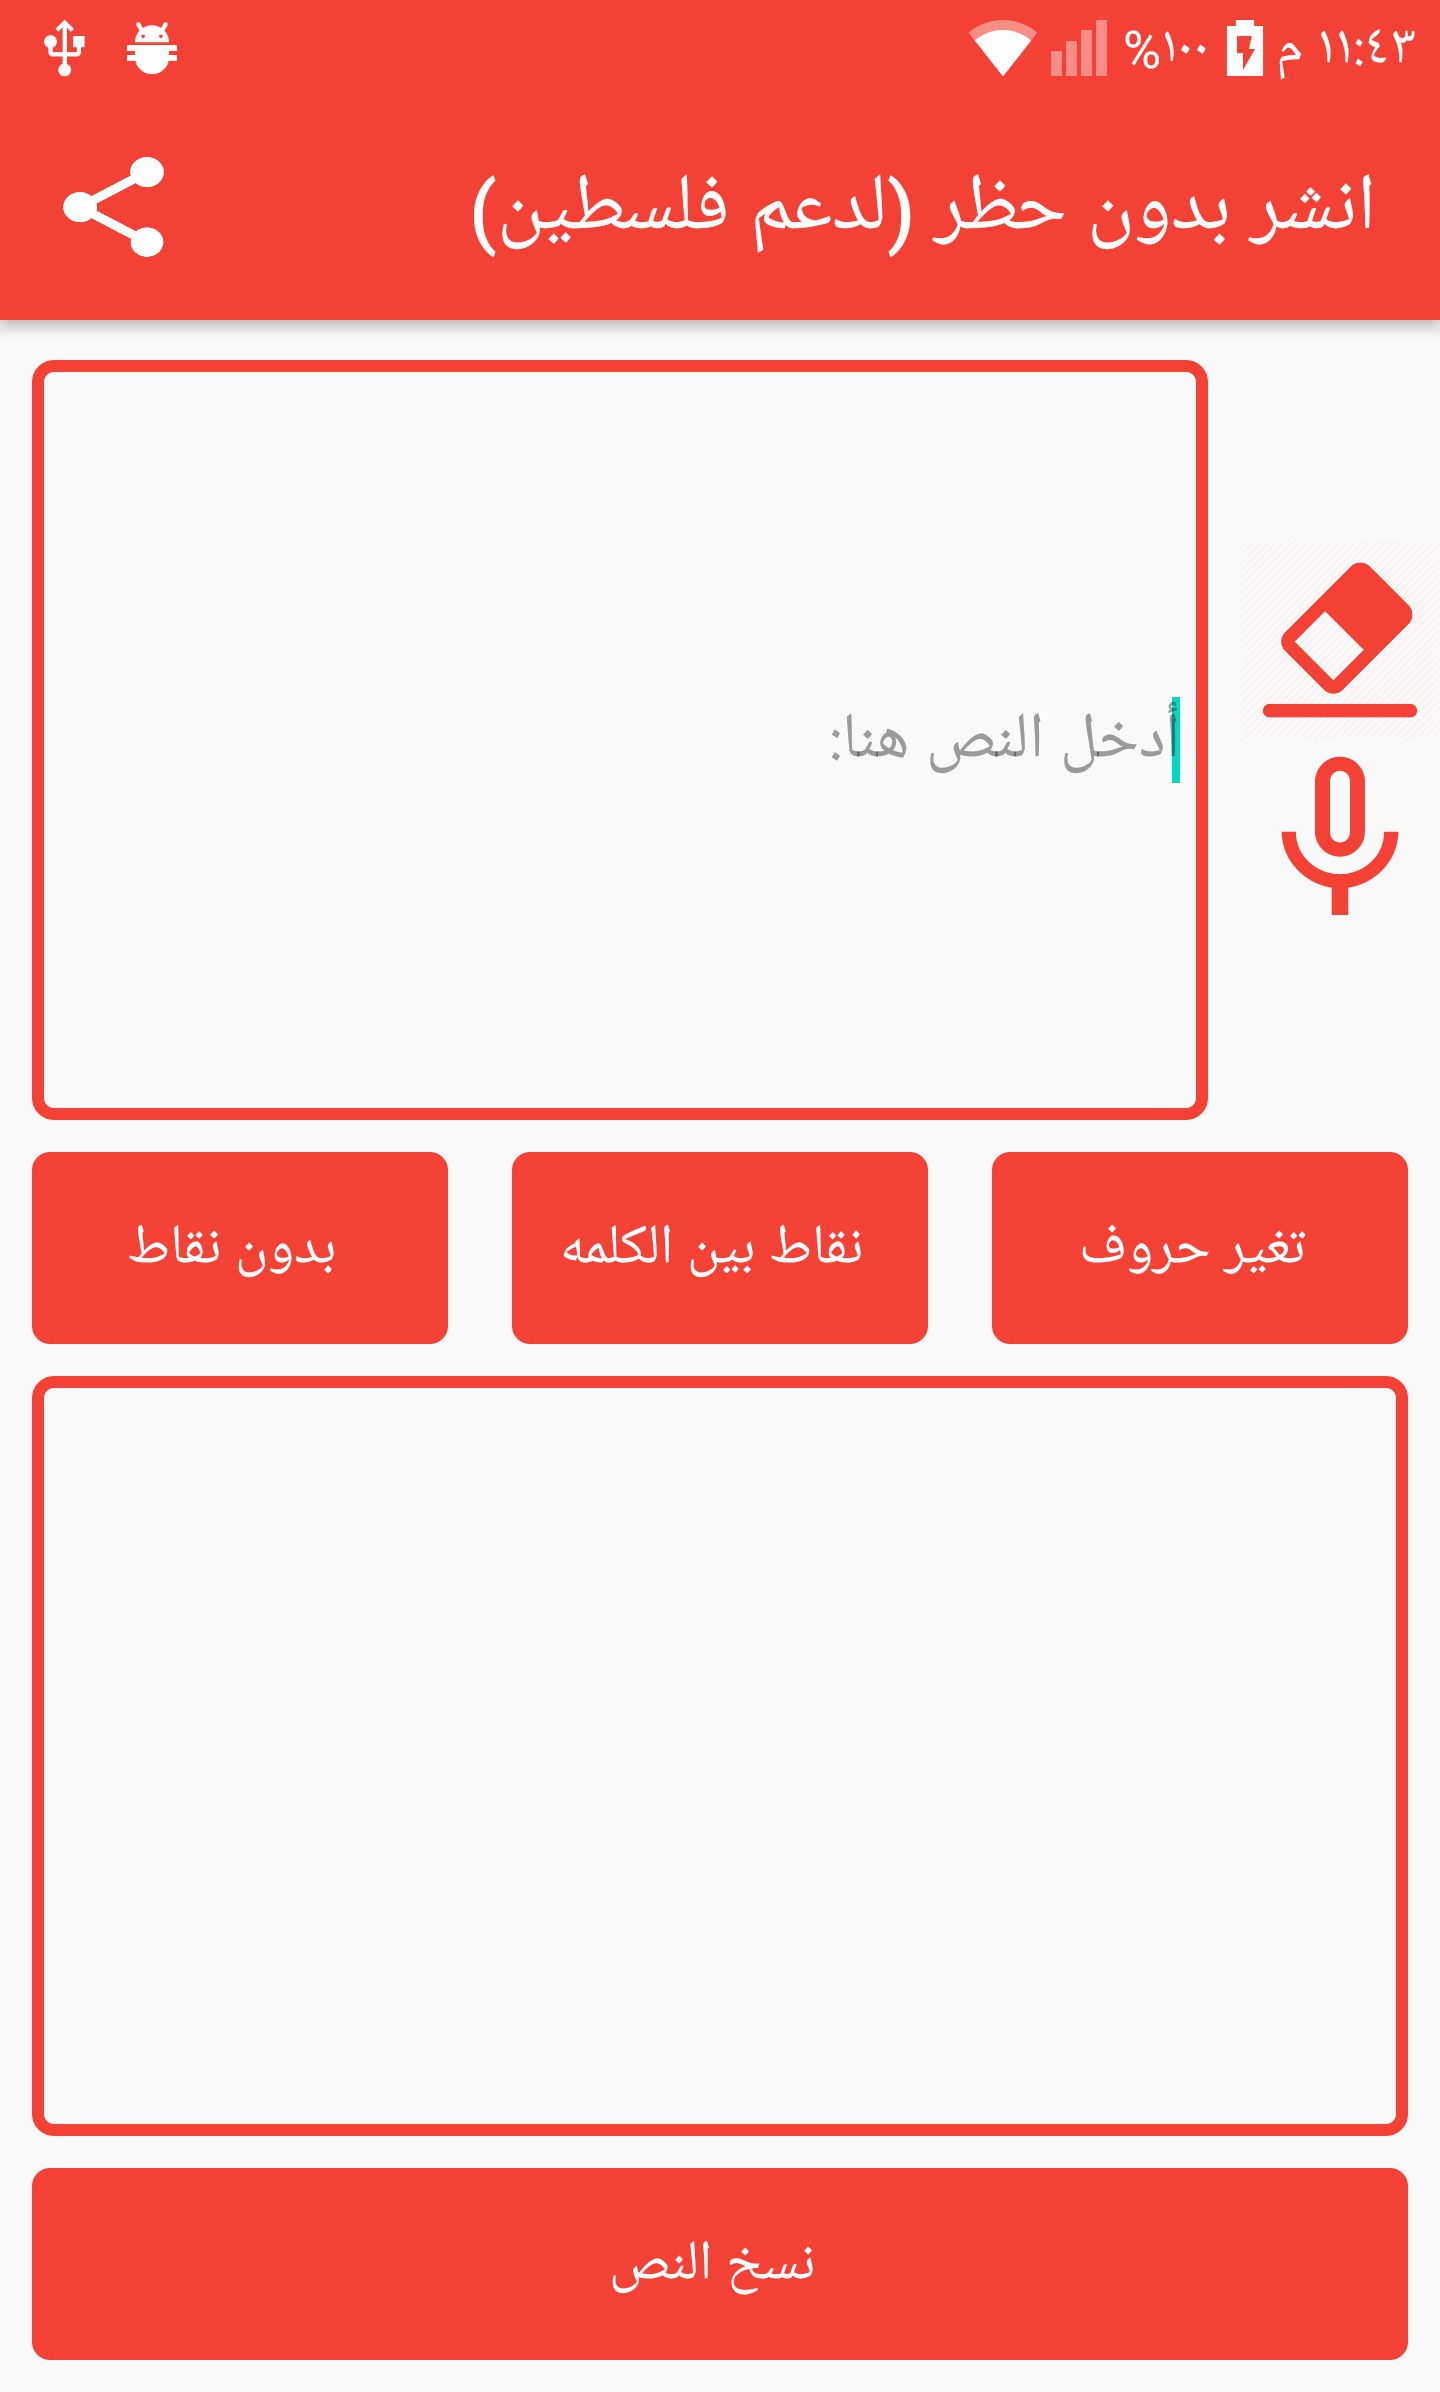 ١١:٤٣ م ١٠٠%
انشر بدون حظر (لدعم فلسطين)
أدخل النص هنا:
تغير حروف
نقاط بين الكلمه
بدون نقاط
نسخ النص